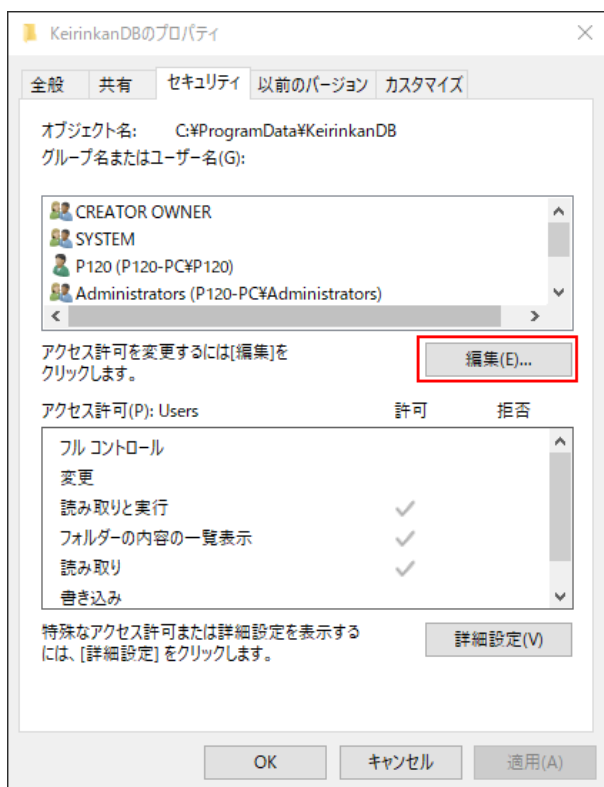 KeirinkanDBのプロパティ
全般 共有 セキュリティ 以前のバージョン カスタマイズ
オブジェクト名: C:¥ProgramData¥KeirinkanDB
グループ名またはユーザー名(G):
CREATOR OWNER
SYSTEM
P120 (P120-PC¥P120)
Administrators (P120-PC¥Administrators)
アクセス許可を変更するには[編集]を
クリックします。
編集(E)...
アクセス許可(P): Users 許可 拒否
フル コントロール
変更
読み取りと実行
フォルダーの内容の一覧表示
読み取り
書き込み
特殊なアクセス許可または詳細設定を表示する
には、[詳細設定] をクリックします。
詳細設定(V)
OK キャンセル 適用(A)